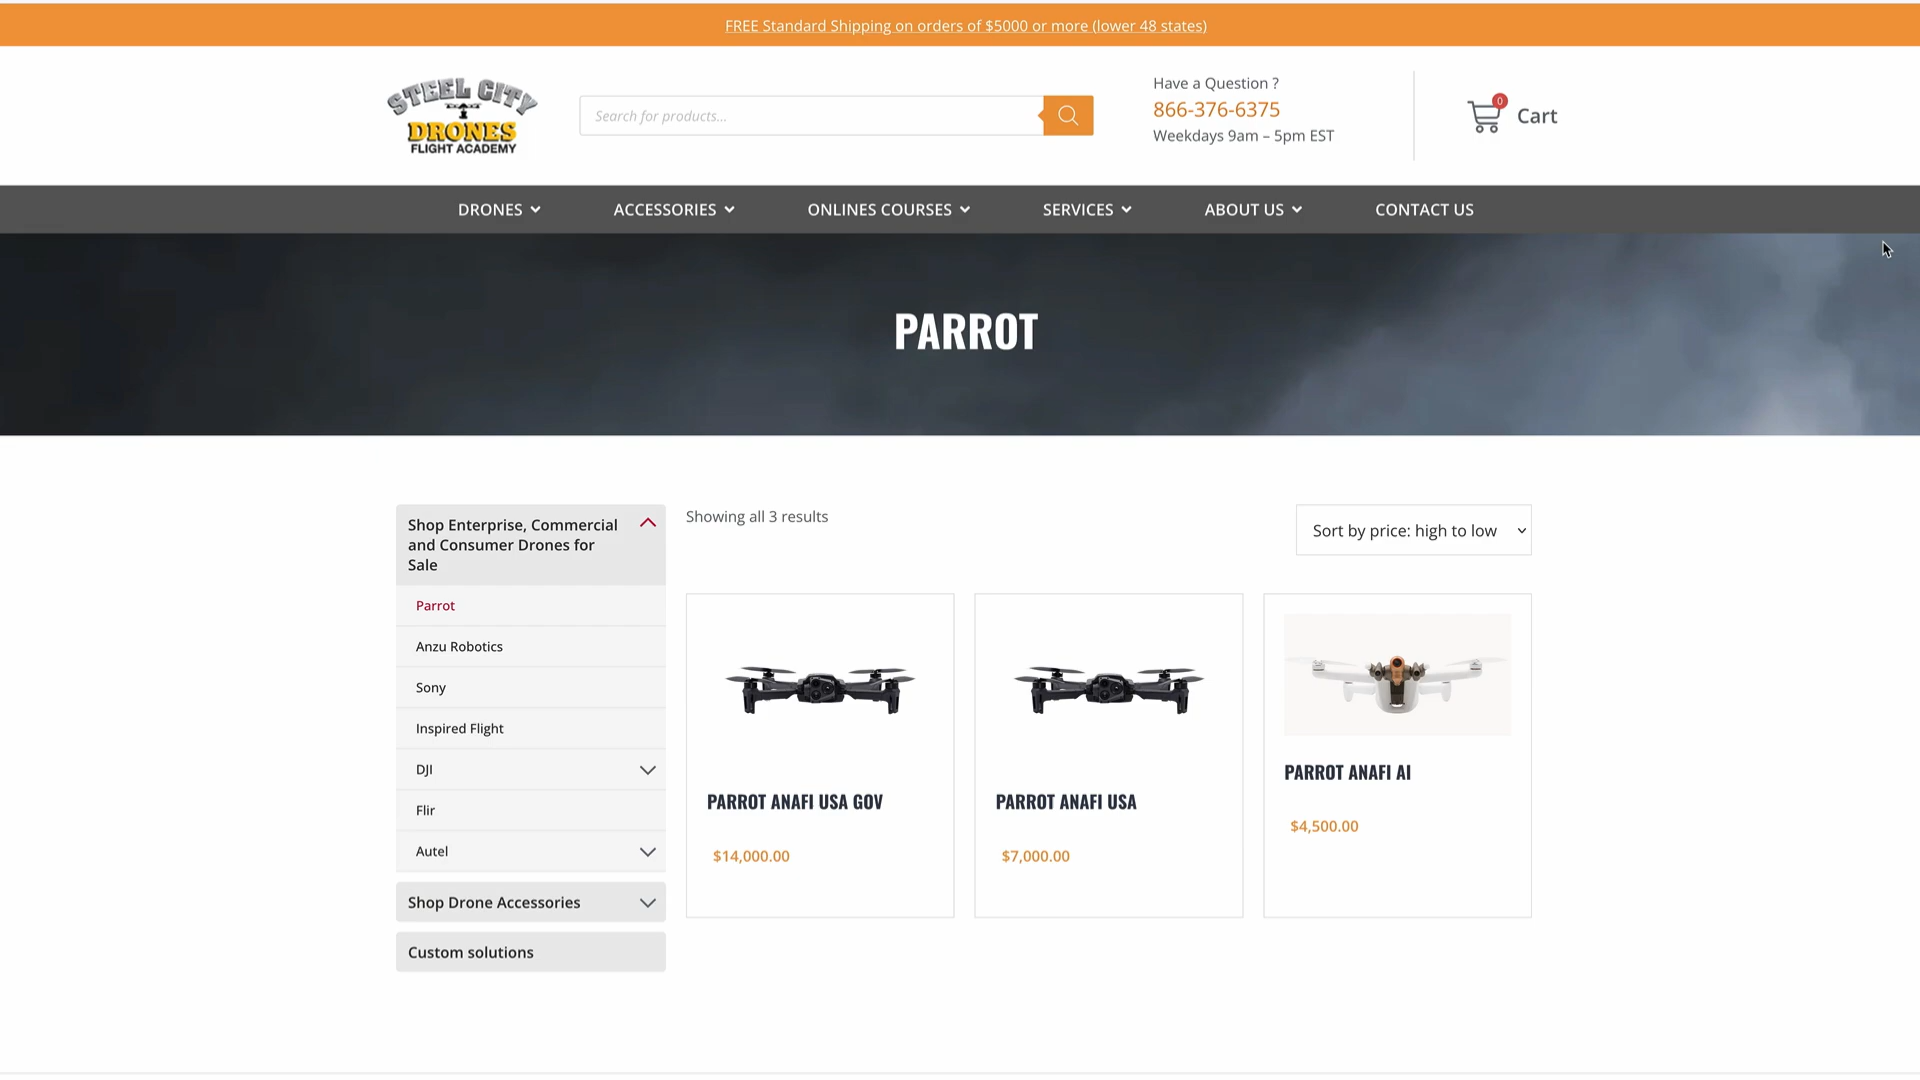 FREE Standard Shipping on orders of $5000 or more (lower 48 states)
STEEL CITY
DRONES
FLIGHT ACADEMY
Search for products...
Have a Question ?
866-376-6375
Weekdays 9am – 5pm EST
0
Cart
DRONES
ACCESSORIES
ONLINES COURSES
SERVICES
ABOUT US
CONTACT US
PARROT
Shop Enterprise, Commercial
and Consumer Drones for
Sale
Parrot
Anzu Robotics
Sony
Inspired Flight
DJI
Flir
Autel
Shop Drone Accessories
Custom solutions
Showing all 3 results
Sort by price: high to low
PARROT ANAFI USA GOV
$14,000.00
PARROT ANAFI USA
$7,000.00
PARROT ANAFI AI
$4,500.00